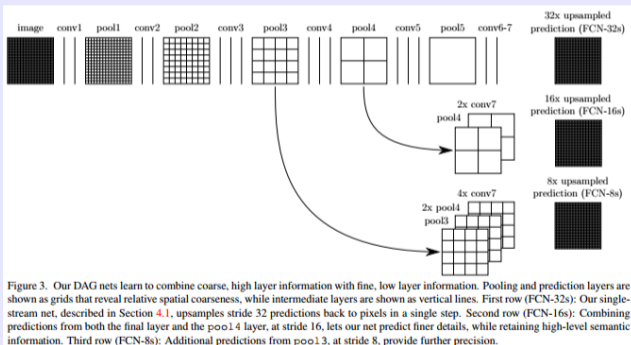 32x upsampled
image conv1 pool1 conv2 pool2 conv3 pool3 conv4 pool4 conv5 pool5 conv6-7 prediction (FCN-32s)
16x upsampled
2x conv7 prediction (FCN-16s)
pool4
8x upsampled
4x conv7 prediction (FCN-8s)
2x pool4
pool3
Figure 3. Our DAG nets learn to combine coarse, high layer information with fine, low layer information. Pooling and prediction layers are
shown as grids that reveal relative spatial coarseness, while intermediate layers are shown as vertical lines. First row (FCN-32s): Our single-
stream net, described in Section 4.1, upsamples stride 32 predictions back to pixels in a single step. Second row (FCN-16s): Combining
predictions from both the final layer and the pool4 layer, at stride 16, lets our net predict finer details, while retaining high-level semantic
information. Third row (FCN-8s): Additional predictions from pool3, at stride 8, provide further precision.